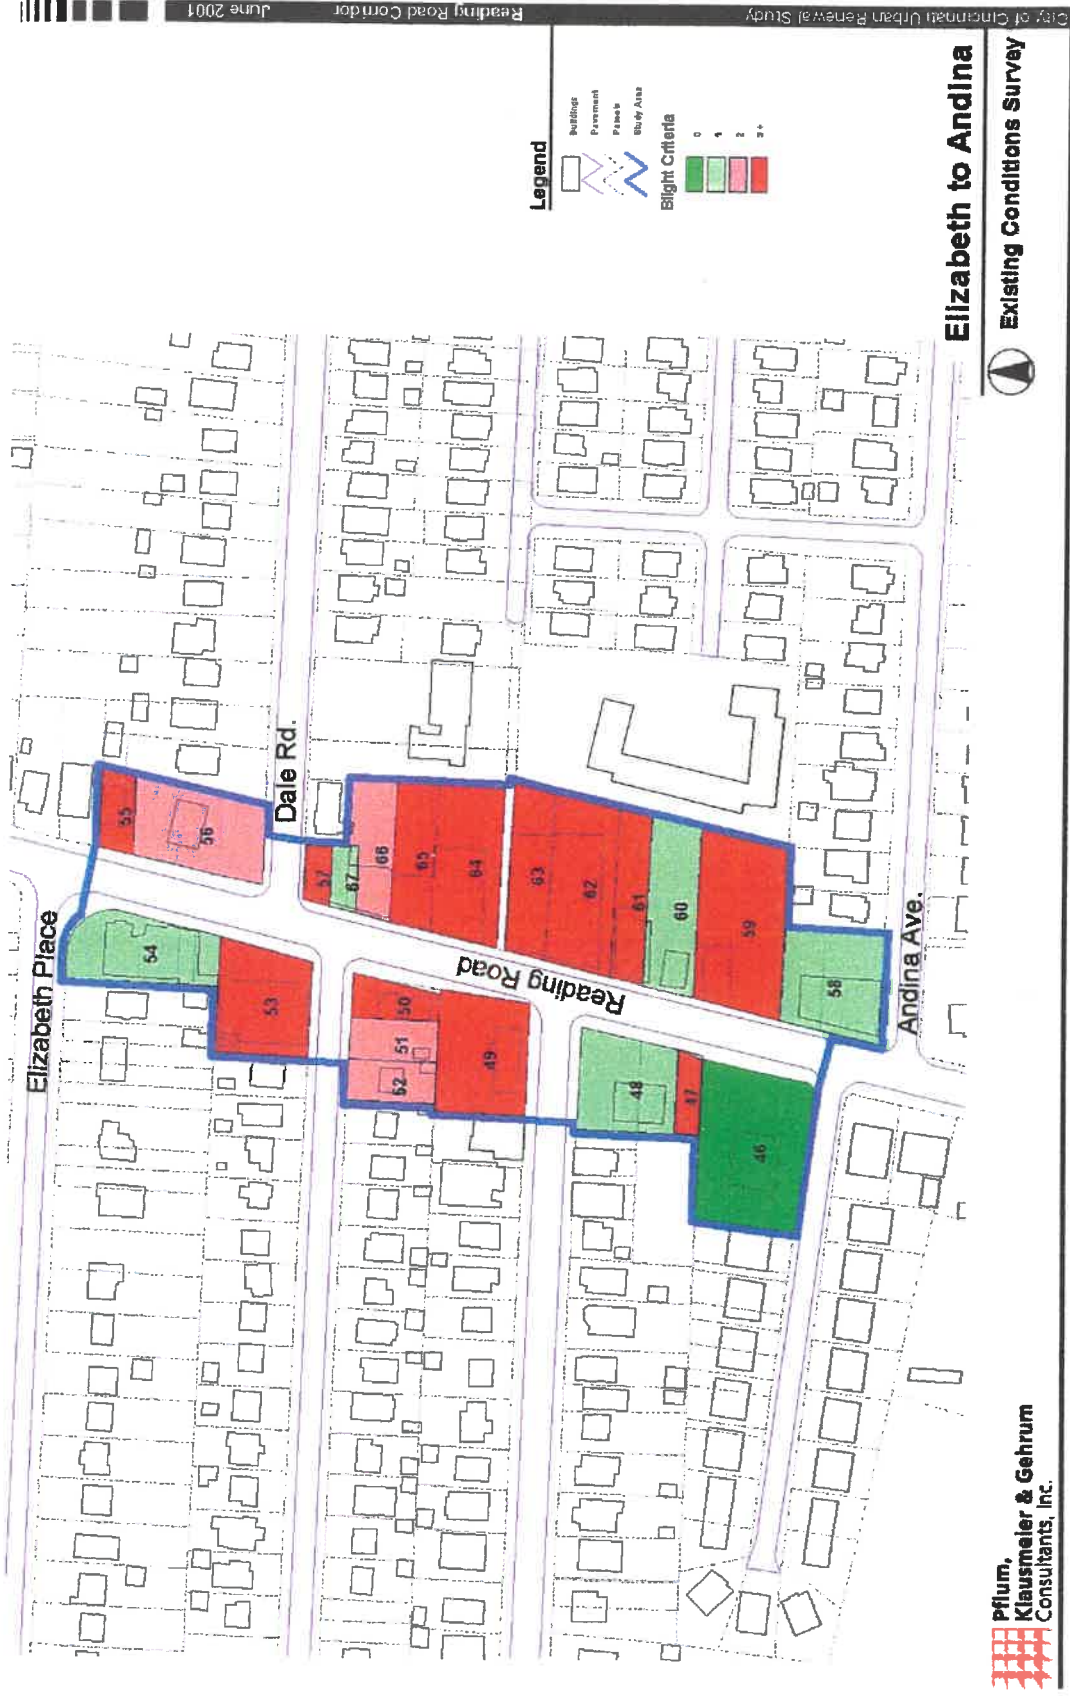 City of Cincinnati Urban Renewal Study
Reading Road Corridor
June 2001
Elizabeth to Andina
Existing Conditions Survey
Legend
Buildings
Pavement
Parcels
Study Area
Blight Criteria
0
1
2
3+
Elizabeth Place
Dale Rd.
Reading Road
Andina Ave.
55
56
54
53
57
67
66
65
64
63
62
61
60
59
58
50
51
52
49
48
47
46
Pflum,
Klausmeier & Gehrum
Consultants, Inc.